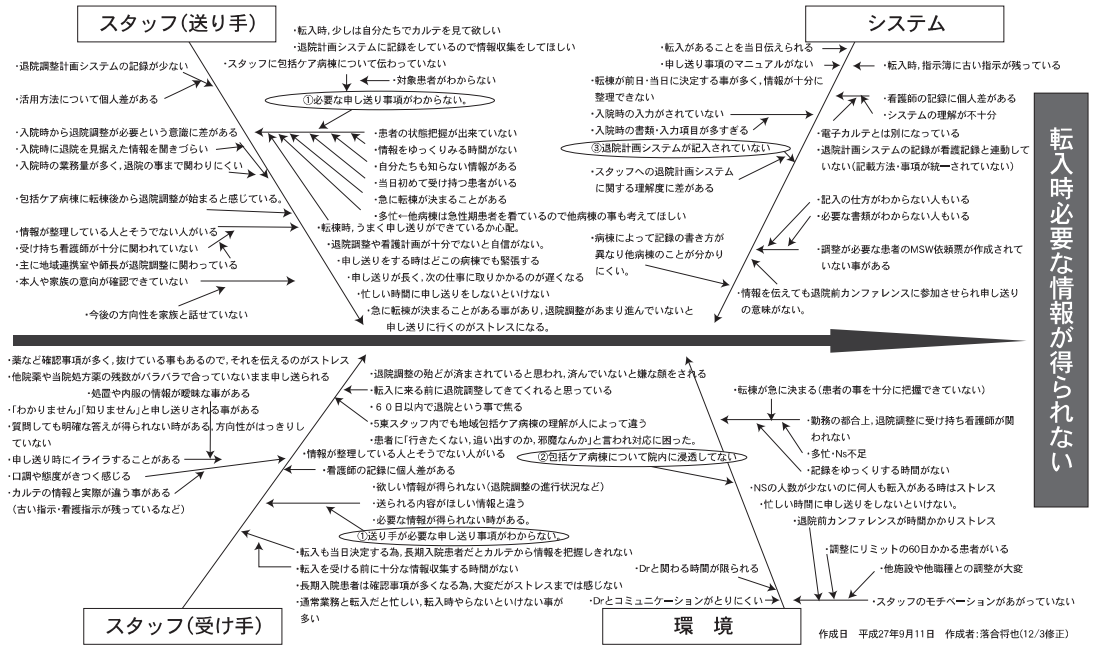 スタッフ（送り手）
・転入時，少しは自分たちでカルテを見て欲しい
・退院計画システムに記録をしているので情報収集をしてほしい
・スタッフに包括ケア病棟について伝わっていない
・対象患者がわからない
①必要な申し送り事項がわからない。
・退院調整計画システムの記録が少ない
・活用方法について個人差がある
・入院時から退院調整が必要という意識に差がある
・入院時に退院を見据えた情報を聞きづらい
・入院時の業務量が多く，退院の事まで関わりにくい
・包括ケア病棟に転棟後から退院調整が始まると感じている。
・情報が整理している人とそうでない人がいる
・受け持ち看護師が十分に関われていない
・主に地域連携室や師長が退院調整に関わっている
・本人や家族の意向が確認できていない
・今後の方向性を家族と話せていない
・患者の状態把握が出来ていない
・情報をゆっくりみる時間がない
・自分たちも知らない情報がある
・当日初めて受け持つ患者がいる
・急に転棟が決まることがある
・多忙←他病棟は急性期患者を看ているので他病棟の事も考えてほしい
・転棟時，うまく申し送りができているか心配。
・退院調整や看護計画が十分でないと自信がない。
・申し送りをする時はどこの病棟でも緊張する
・申し送りが長く，次の仕事に取りかかるのが遅くなる
・忙しい時間に申し送りをしないといけない
・急に転棟が決まることがある事があり，退院調整があまり進んでいないと
申し送りに行くのがストレスになる。
システム
・転入があることを当日伝えられる
・申し送り事項のマニュアルがない
・転棟が前日・当日に決定する事が多く，情報が十分に
整理できない
・入院時の入力がされていない
・入院時の書類・入力項目が多すぎる
③退院計画システムが記入されていない
・スタッフへの退院計画システム
に関する理解度に差がある
・病棟によって記録の書き方が
異なり他病棟のことが分かり
にくい。
・転入時，指示簿に古い指示が残っている
・看護師の記録に個人差がある
・システムの理解が不十分
・電子カルテとは別になっている
・退院計画システムの記録が看護記録と連動して
いない（記載方法・事項が統一されていない）
・記入の仕方がわからない人もいる
・必要な書類がわからない人もいる
・調整が必要な患者のMSW依頼票が作成されて
いない事がある
・情報を伝えても退院前カンファレンスに参加させられ申し送り
の意味がない。
転入時必要な情報が得られない
・薬など確認事項が多く，抜けている事もあるので，それを伝えるのがストレス
・他院薬や当院処方薬の残数がバラバラで合っていないまま申し送られる
・処置や内服の情報が曖昧な事がある
・「わかりません」「知りません」と申し送りされる事がある
・質問しても明確な答えが得られない時がある，方向性がはっきりし
ていない
・申し送り時にイライラすることがある
・口調や態度がきつく感じる
・カルテの情報と実際が違う事がある
（古い指示・看護指示が残っているなど）
・退院調整の殆どが済まされていると思われ，済んでいないと嫌な顔をされる
・転入に来る前に退院調整してきてくれると思っている
・６０日以内で退院という事で焦る
・5東スタッフ内でも地域包括ケア病棟の理解が人によって違う
・患者に「行きたくない，追い出すのか，邪魔なんか」と言われ対応に困った。
・情報が整理している人とそうでない人がいる
②包括ケア病棟について院内に浸透してない
・看護師の記録に個人差がある
・欲しい情報が得られない（退院調整の進行状況など）
・送られる内容がほしい情報と違う
・必要な情報が得られない時がある。
①送り手が必要な申し送り事項がわからない。
・転入も当日決定する為，長期入院患者だとカルテから情報を把握しきれない
・転入を受ける前に十分な情報収集する時間がない
・長期入院患者は確認事項が多くなる為，大変だがストレスまでは感じない
・通常業務と転入だと忙しい，転入時やらないといけない事が
多い
スタッフ（受け手）
・転棟が急に決まる（患者の事を十分に把握できていない）
・勤務の都合上，退院調整に受け持ち看護師が関
われない
・多忙・Ns不足
・記録をゆっくりする時間がない
・NSの人数が少ないのに何人も転入がある時はストレス
・忙しい時間に申し送りをしないといけない。
・退院前カンファレンスが時間かかりストレス
・調整にリミットの60日かかる患者がいる
・他施設や他職種との調整が大変
・Drと関わる時間が限られる
・Drとコミュニケーションがとりにくい
・スタッフのモチベーションがあがっていない
環　境
作成日　平成27年9月11日　作成者：落合将也（12/3修正）